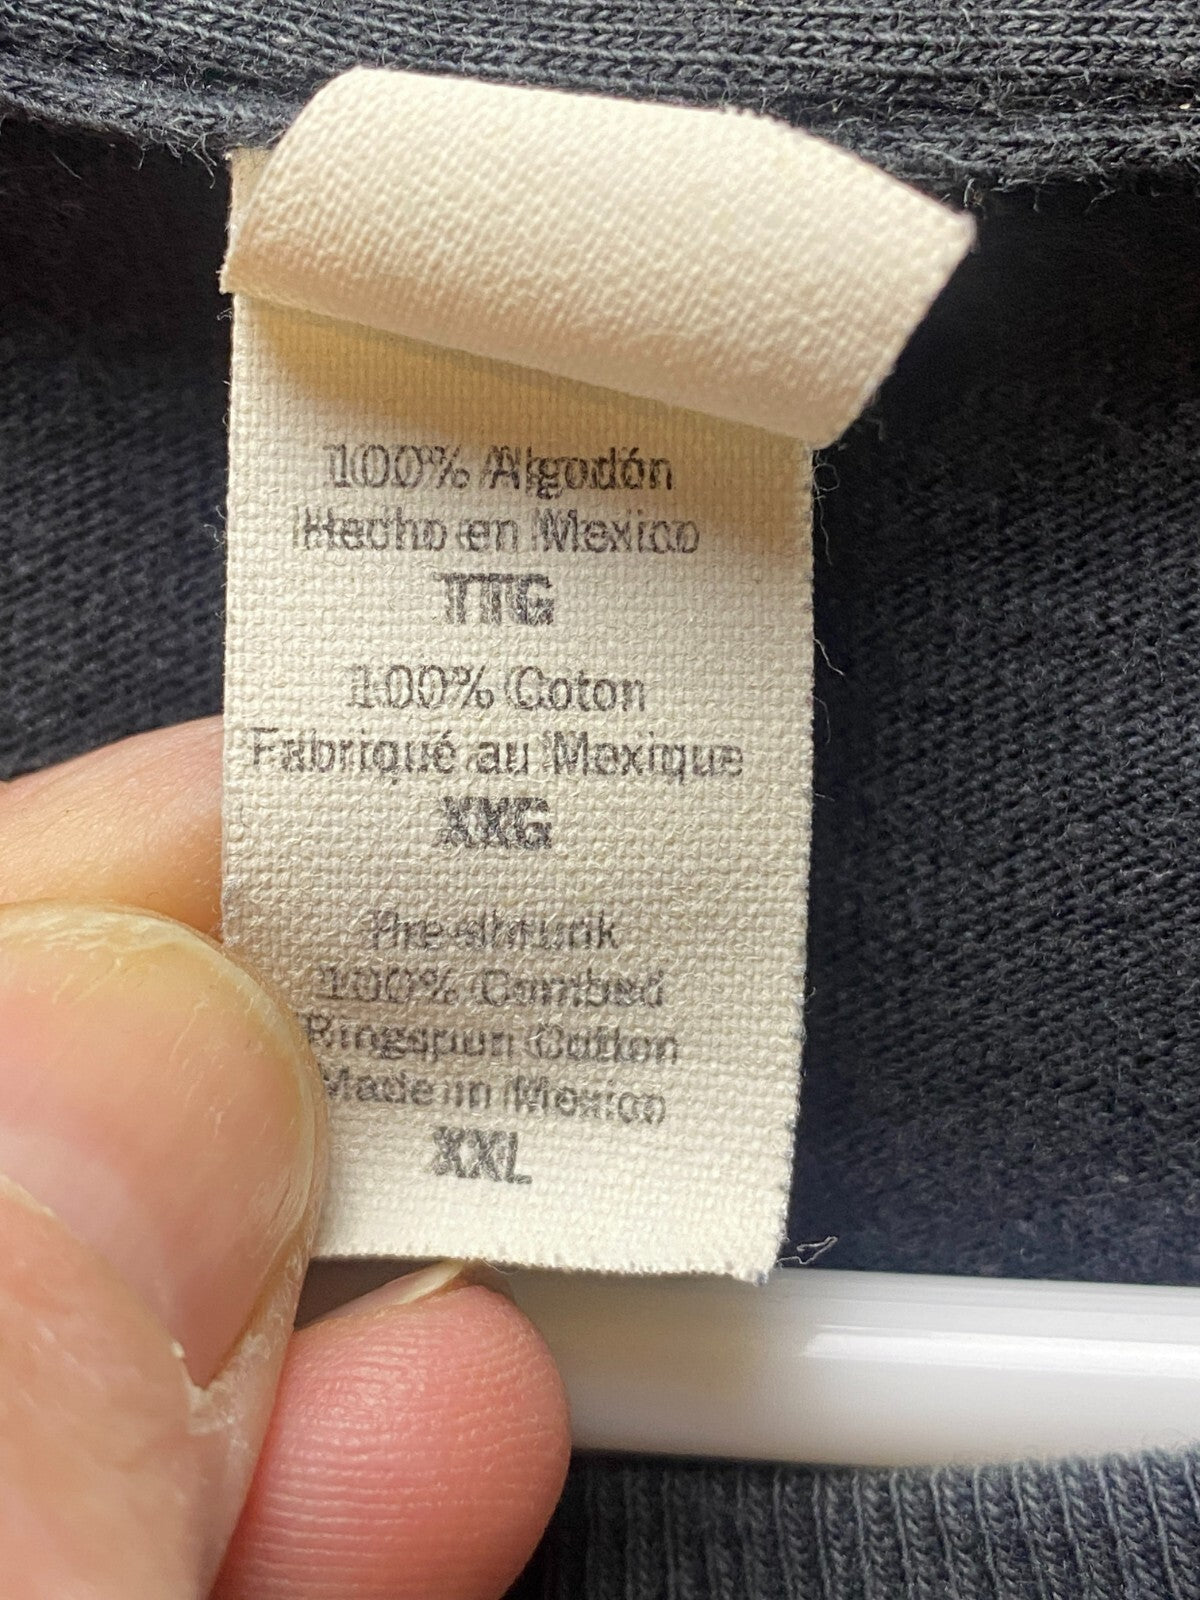 100% Algodón
Hecho en Mexico
TTG
100% Coton
Fabriqué au Mexique
XXG
Pre-shrunk
100% Combed
Ringspun Cotton
Made in Mexico
XXL